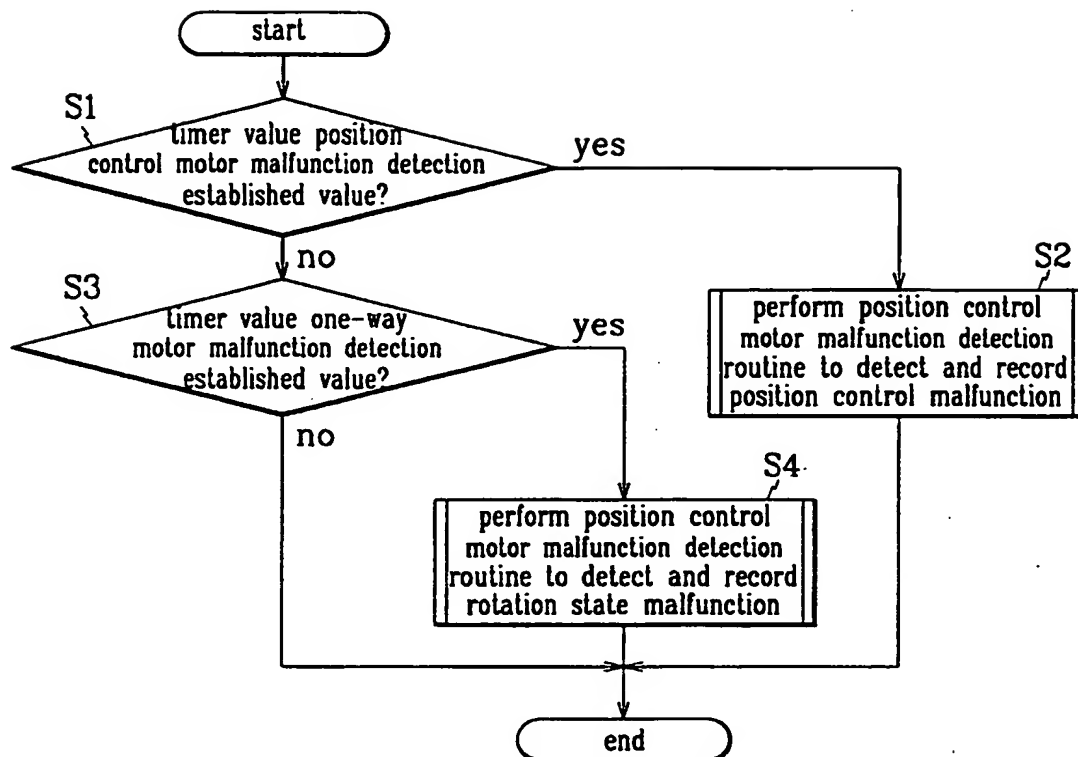 start
S1
timer value position
control motor malfunction detection
established value?
yes
no
S2
perform position control
motor malfunction detection
routine to detect and record
position control malfunction
S3
timer value one-way
motor malfunction detection
established value?
yes
no
S4
perform position control
motor malfunction detection
routine to detect and record
rotation state malfunction
end